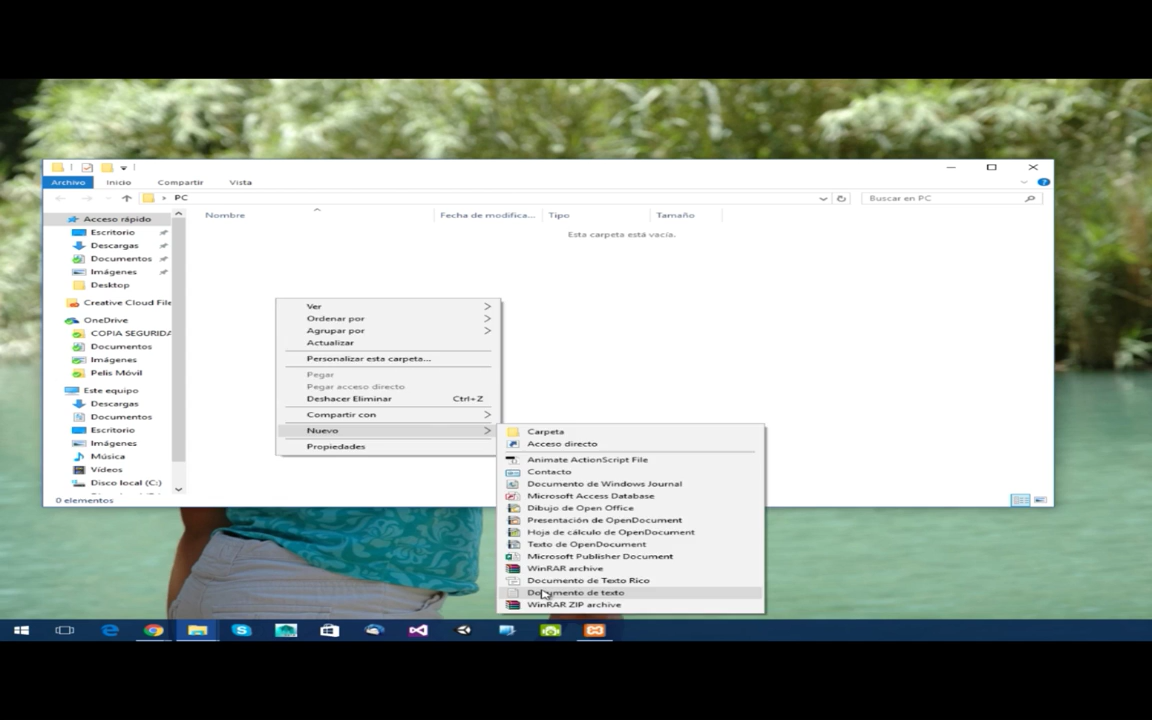 Archivo Inicio Compartir Vista
PC
Buscar en PC
Nombre Fecha de modifica... Tipo Tamaño
Esta carpeta está vacía.
Acceso rápido
Escritorio
Descargas
Documentos
Imágenes
Desktop
Creative Cloud File
OneDrive
COPIA SEGURIDA
Documentos
Imágenes
Pelis Móvil
Este equipo
Descargas
Documentos
Escritorio
Imágenes
Música
Vídeos
Disco local (C:)
0 elementos
Ver
Ordenar por
Agrupar por
Actualizar
Personalizar esta carpeta...
Pegar
Pegar acceso directo
Deshacer Eliminar Ctrl+Z
Compartir con
Nuevo
Propiedades
Carpeta
Acceso directo
Animate ActionScript File
Contacto
Documento de Windows Journal
Microsoft Access Database
Dibujo de Open Office
Presentación de OpenDocument
Hoja de cálculo de OpenDocument
Texto de OpenDocument
Microsoft Publisher Document
WinRAR archive
Documento de Texto Rico
Documento de texto
WinRAR ZIP archive